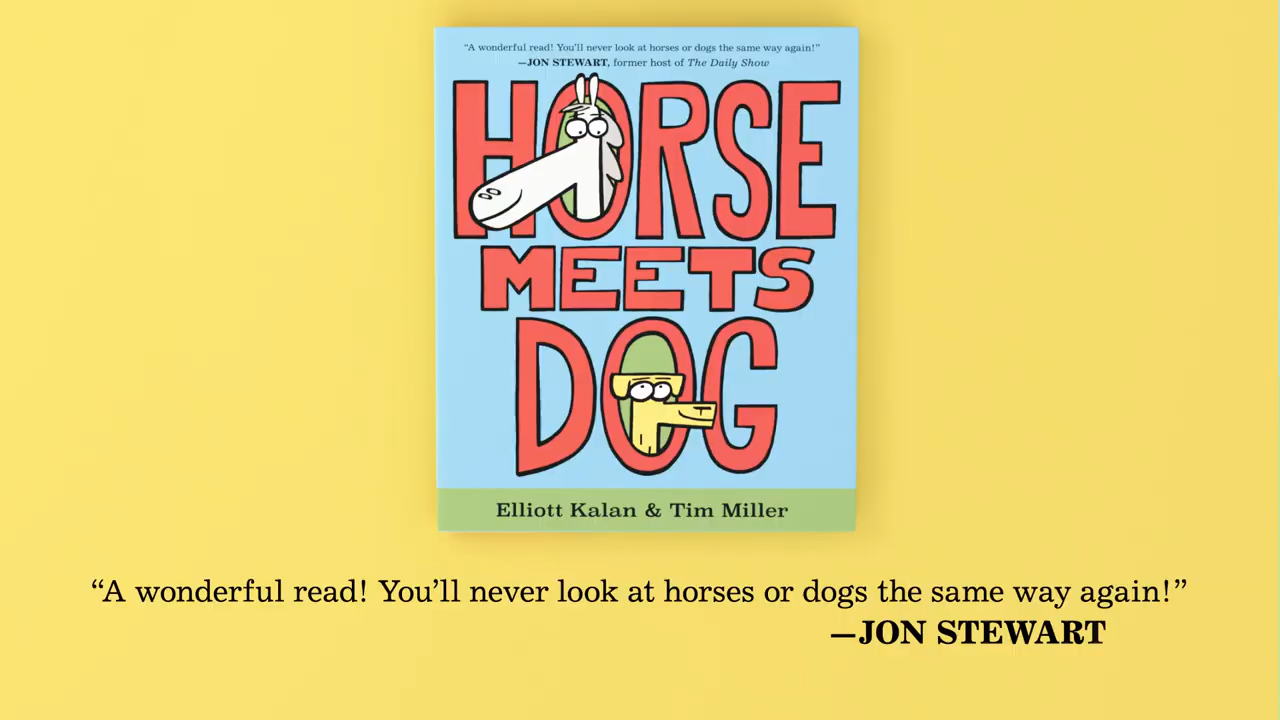 “A wonderful read! You’ll never look at horses or dogs the same way again!”
—JON STEWART, former host of The Daily Show
HORSE
MEETS
DOG
Elliott Kalan & Tim Miller
“A wonderful read! You’ll never look at horses or dogs the same way again!”
—JON STEWART